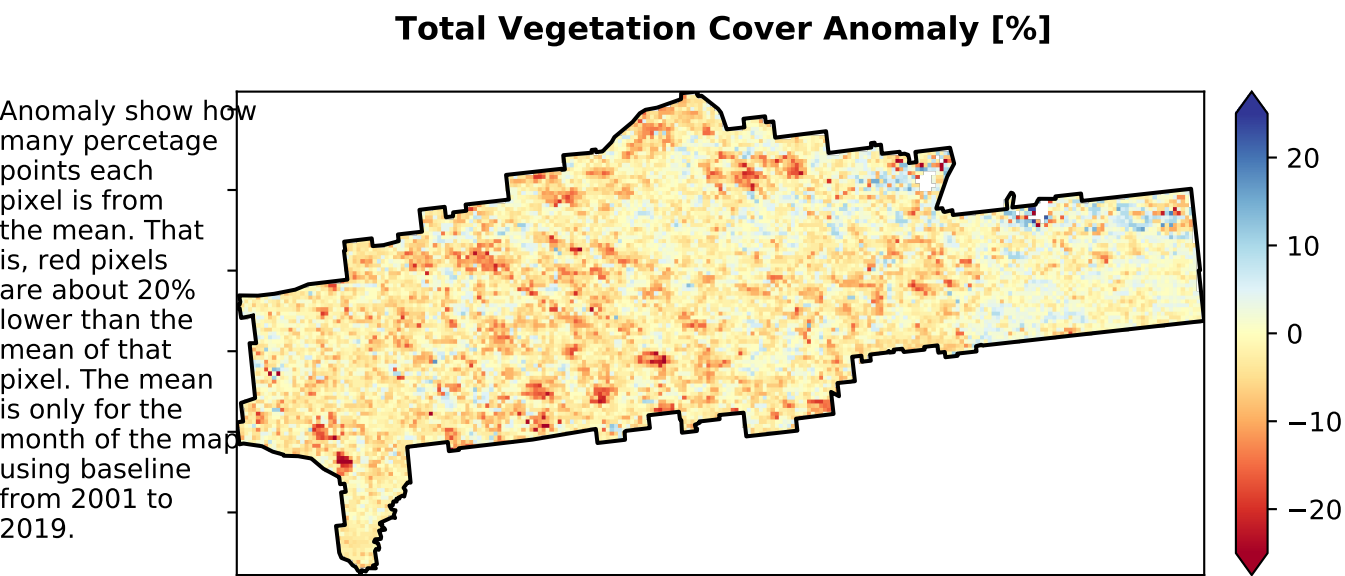 Total Vegetation Cover Anomaly [%]
Anomaly show how
many percetage
points each
pixel is from
the mean. That
is, red pixels
are about 20%
lower than the
mean of that
pixel. The mean
is only for the
month of the map
using baseline
from 2001 to
2019.
20
10
0
−10
−20